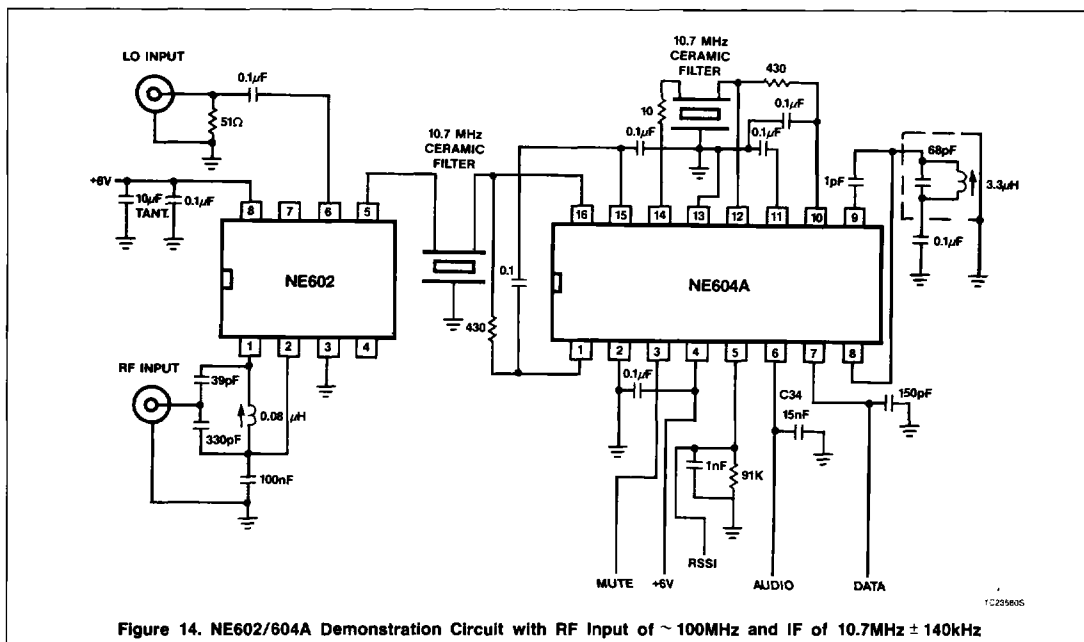 LO INPUT
0.1μF
51Ω
+6V
10μF
TANT.
0.1μF
8 7 6 5
NE602
1 2 3 4
RF INPUT
39pF
330pF
0.08 μH
100nF
10.7 MHz
CERAMIC
FILTER
430
0.1
10.7 MHz
CERAMIC
FILTER
430
10
0.1μF
0.1μF
0.1μF
16 15 14 13 12 11 10 9
NE604A
1 2 3 4 5 6 7 8
1pF
68pF
3.3μH
0.1μF
0.1μF
1nF
91K
C34
15nF
150pF
MUTE
+6V
RSSI
AUDIO
DATA
TC23580S
Figure 14. NE602/604A Demonstration Circuit with RF Input of ~ 100MHz and IF of 10.7MHz ± 140kHz